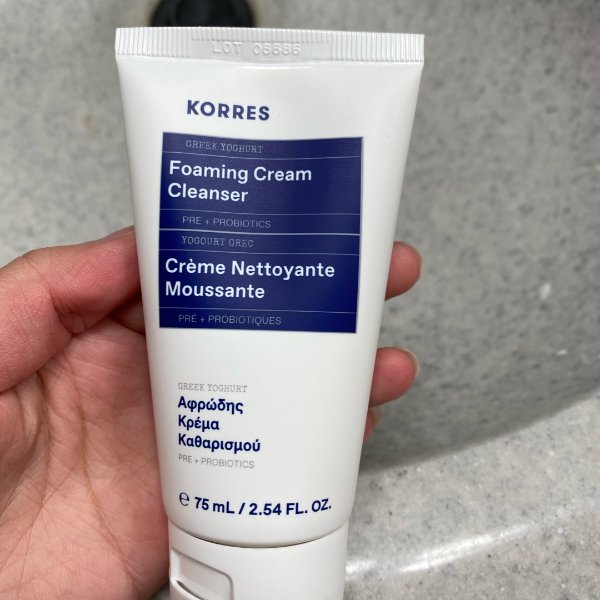 LOT 06686
KORRES
GREEK YOGHURT
Foaming Cream
Cleanser
PRE + PROBIOTICS
YOGOURT GREC
Crème Nettoyante
Moussante
PRÉ + PROBIOTIQUES
GREEK YOGHURT
Αφρώδης
Κρέμα
Καθαρισμού
PRE + PROBIOTICS
℮ 75 mL / 2.54 FL. OZ.